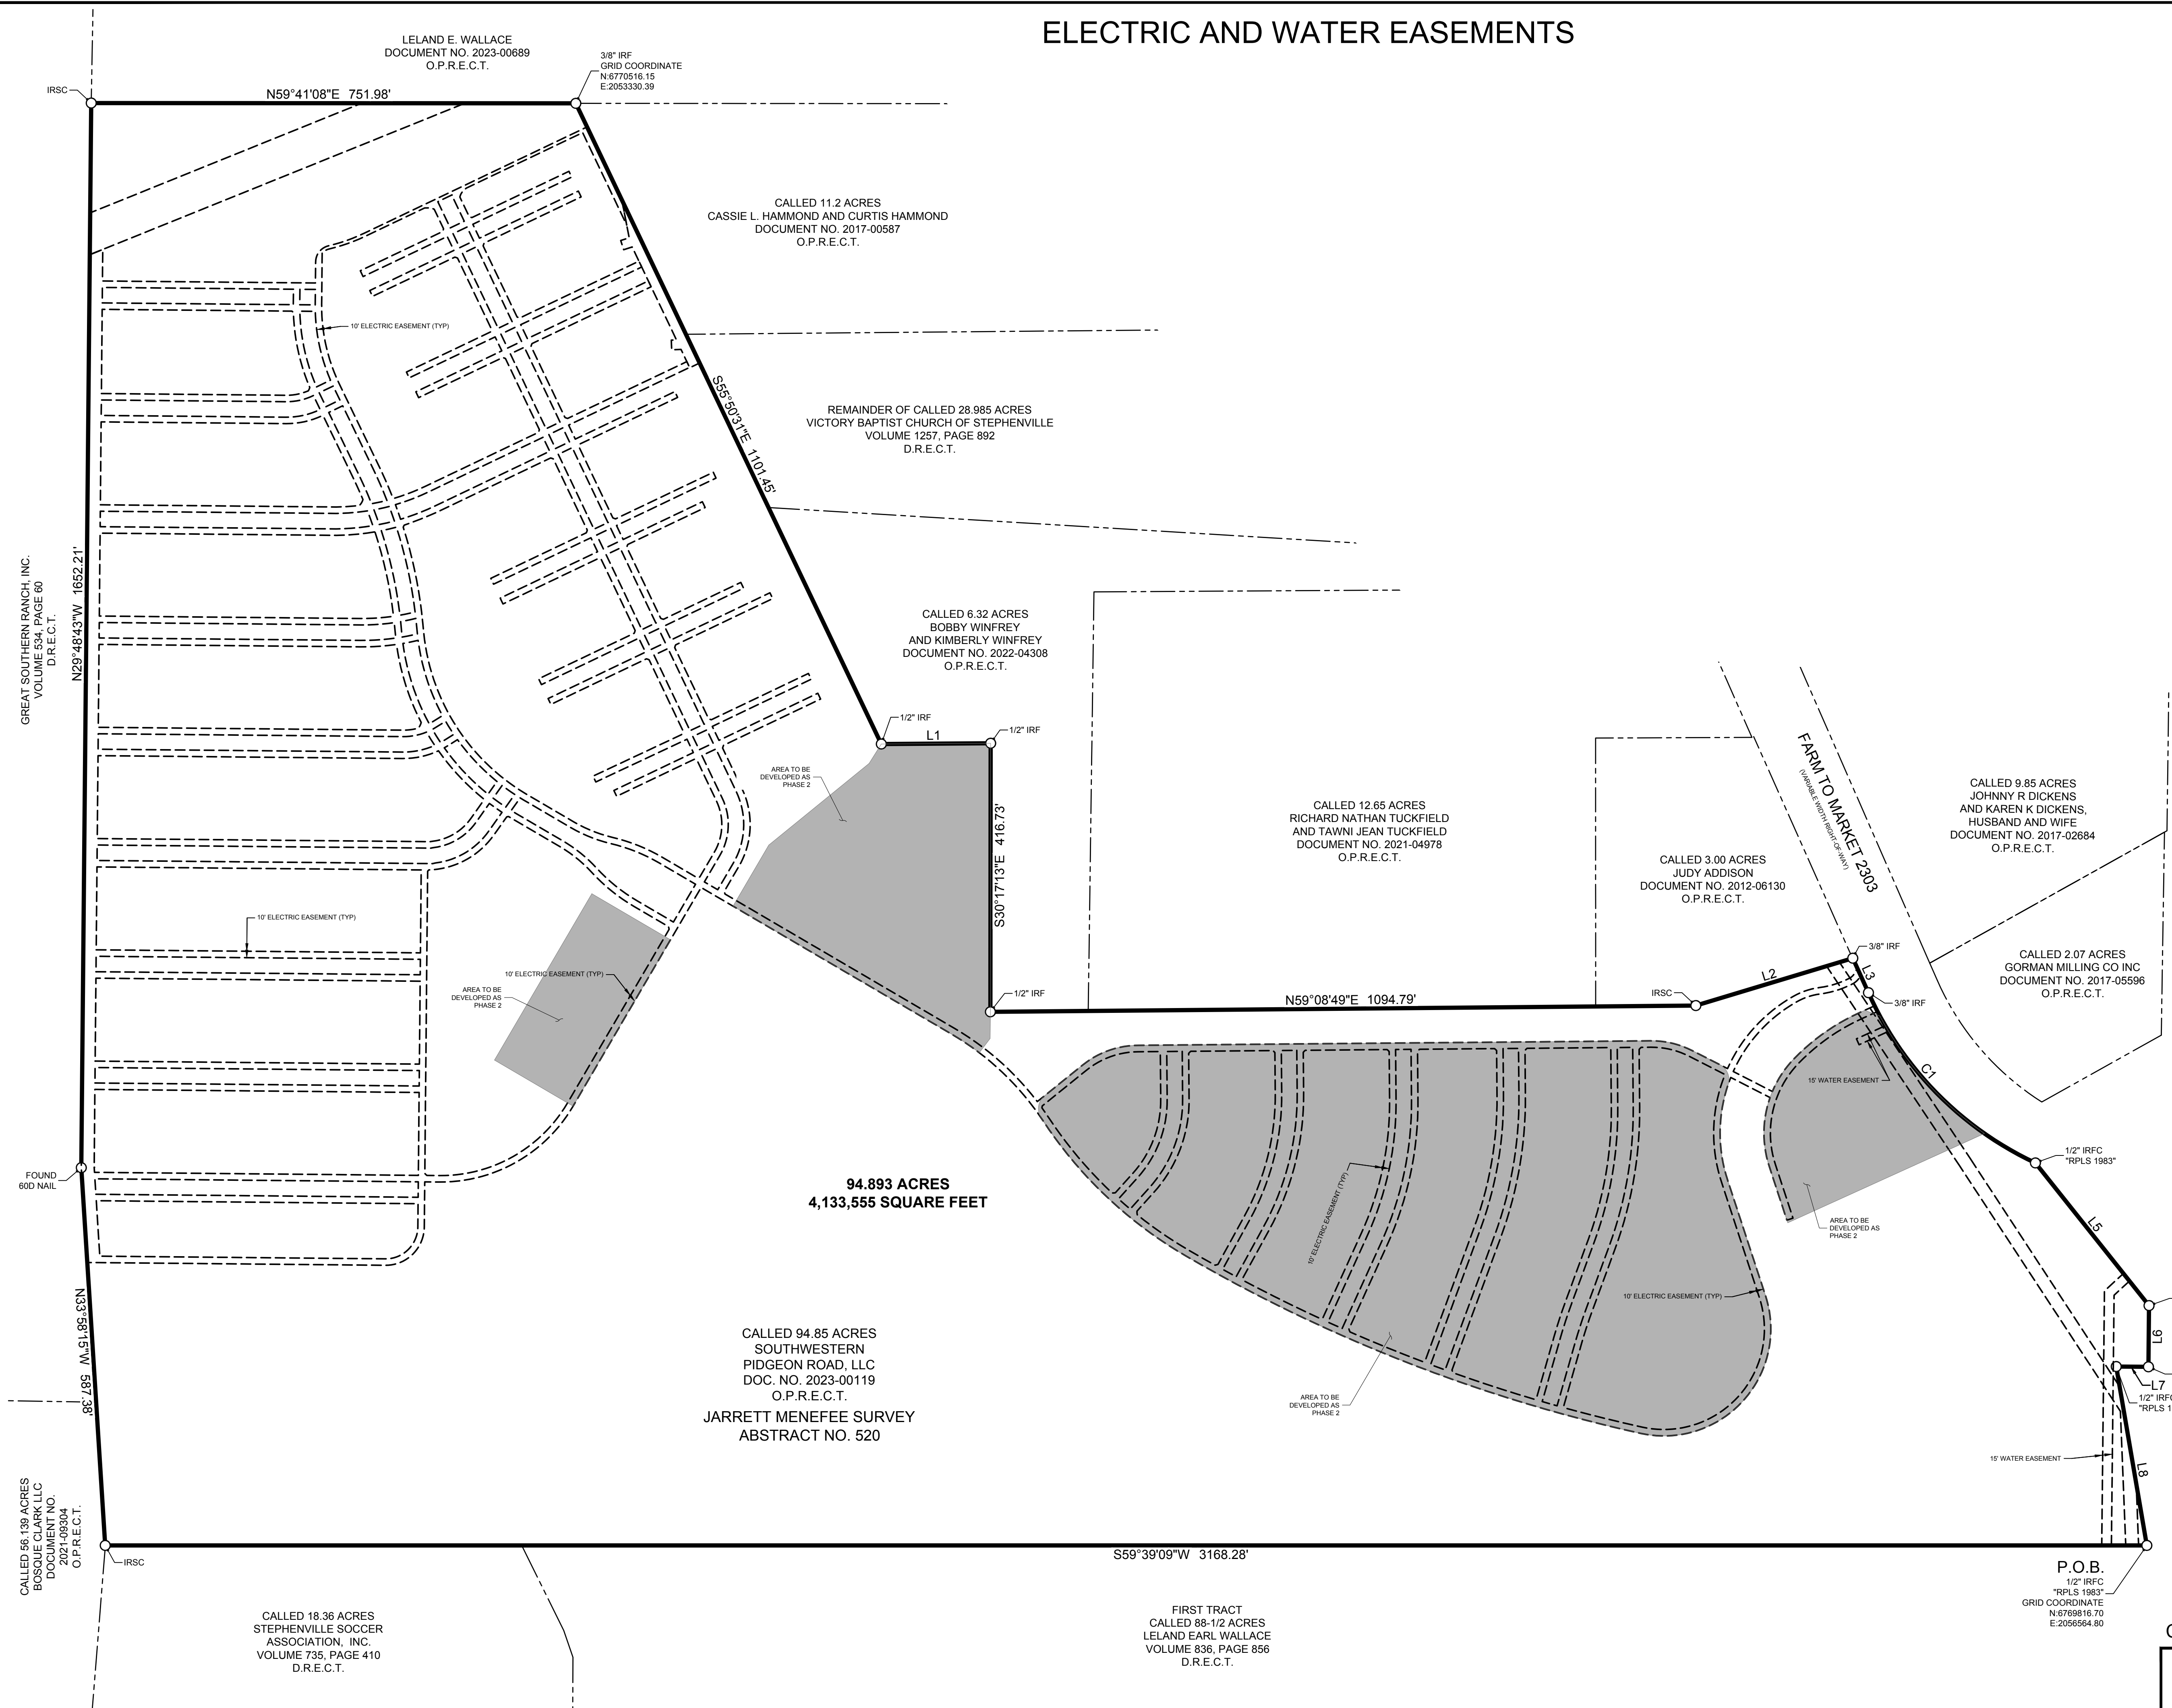 ELECTRIC AND WATER EASEMENTS
LELAND E. WALLACE
DOCUMENT NO. 2023-00689
O.P.R.E.C.T.
3/8" IRF
GRID COORDINATE
N:6770516.15
E:2053330.39
IRSC
N59°41'08"E 751.98'
CALLED 11.2 ACRES
CASSIE L. HAMMOND AND CURTIS HAMMOND
DOCUMENT NO. 2017-00587
O.P.R.E.C.T.
10' ELECTRIC EASEMENT (TYP)
S55°50'31"E 1101.45'
REMAINDER OF CALLED 28.985 ACRES
VICTORY BAPTIST CHURCH OF STEPHENVILLE
VOLUME 1257, PAGE 892
D.R.E.C.T.
GREAT SOUTHERN RANCH, INC.
VOLUME 534, PAGE 60
D.R.E.C.T.
N29°48'43"W 1652.21'
CALLED 6.32 ACRES
BOBBY WINFREY
AND KIMBERLY WINFREY
DOCUMENT NO. 2022-04308
O.P.R.E.C.T.
1/2" IRF
L1
1/2" IRF
AREA TO BE
DEVELOPED AS
PHASE 2
S30°17'13"E 416.73'
CALLED 12.65 ACRES
RICHARD NATHAN TUCKFIELD
AND TAWNI JEAN TUCKFIELD
DOCUMENT NO. 2021-04978
O.P.R.E.C.T.
FARM TO MARKET 2303
(VARIABLE WIDTH RIGHT-OF-WAY)
CALLED 9.85 ACRES
JOHNNY R DICKENS
AND KAREN K DICKENS,
HUSBAND AND WIFE
DOCUMENT NO. 2017-02684
O.P.R.E.C.T.
CALLED 3.00 ACRES
JUDY ADDISON
DOCUMENT NO. 2012-06130
O.P.R.E.C.T.
10' ELECTRIC EASEMENT (TYP)
3/8" IRF
CALLED 2.07 ACRES
GORMAN MILLING CO INC
DOCUMENT NO. 2017-05596
O.P.R.E.C.T.
10' ELECTRIC EASEMENT (TYP)
AREA TO BE
DEVELOPED AS
PHASE 2
1/2" IRF
N59°08'49"E 1094.79'
IRSC
L2
L3
3/8" IRF
C1
15' WATER EASEMENT
FOUND
60D NAIL
94.893 ACRES
4,133,555 SQUARE FEET
10' ELECTRIC EASEMENT (TYP)
1/2" IRFC
"RPLS 1983"
AREA TO BE
DEVELOPED AS
PHASE 2
L5
10' ELECTRIC EASEMENT (TYP)
N33°58'15"W 587.38'
CALLED 94.85 ACRES
SOUTHWESTERN
PIDGEON ROAD, LLC
DOC. NO. 2023-00119
O.P.R.E.C.T.
JARRETT MENEFEE SURVEY
ABSTRACT NO. 520
AREA TO BE
DEVELOPED AS
PHASE 2
L6
L7
1/2" IRFC
"RPLS 1
15' WATER EASEMENT
L8
CALLED 56.139 ACRES
BOSQUE CLARK LLC
DOCUMENT NO.
2021-09304
O.P.R.E.C.T.
IRSC
S59°39'09"W 3168.28'
P.O.B.
1/2" IRFC
"RPLS 1983"
GRID COORDINATE
N:6769816.70
E:2056564.80
CALLED 18.36 ACRES
STEPHENVILLE SOCCER
ASSOCIATION, INC.
VOLUME 735, PAGE 410
D.R.E.C.T.
FIRST TRACT
CALLED 88-1/2 ACRES
LELAND EARL WALLACE
VOLUME 836, PAGE 856
D.R.E.C.T.